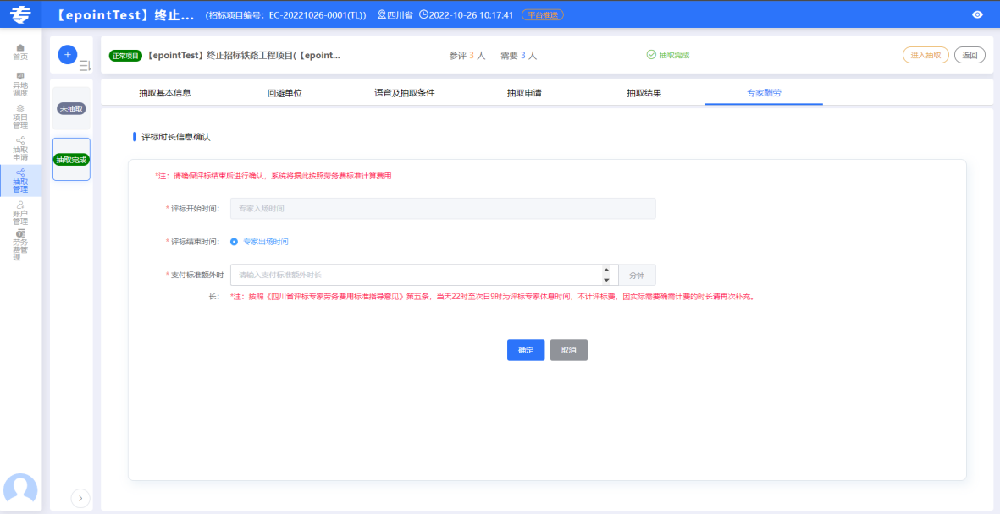 专
【epointTest】终止... (招标项目编号：EC-20221026-0001(TL)) 四川省 2022-10-26 10:17:41 平台推送
首页
异地
调度
项目
管理
抽取
申请
抽取
管理
账户
管理
劳务
费管
理
未抽取
抽取完成
正常项目 【epointTest】终止招标铁路工程项目(【epoint... 参评 3 人 需要 3 人 抽取完成 进入抽取 返回
抽取基本信息 回避单位 语音及抽取条件 抽取申请 抽取结果 专家酬劳
评标时长信息确认
*注：请确保评标结束后进行确认，系统将据此按照劳务费标准计算费用
* 评标开始时间： 专家入场时间
* 评标结束时间： 专家出场时间
* 支付标准额外时 请输入支付标准额外时长 分钟
长： *注：按照《四川省评标专家劳务费用标准指导意见》第五条，当天22时至次日9时为评标专家休息时间，不计评标费，因实际需要确需计费的时长请再次补充。
确定 取消